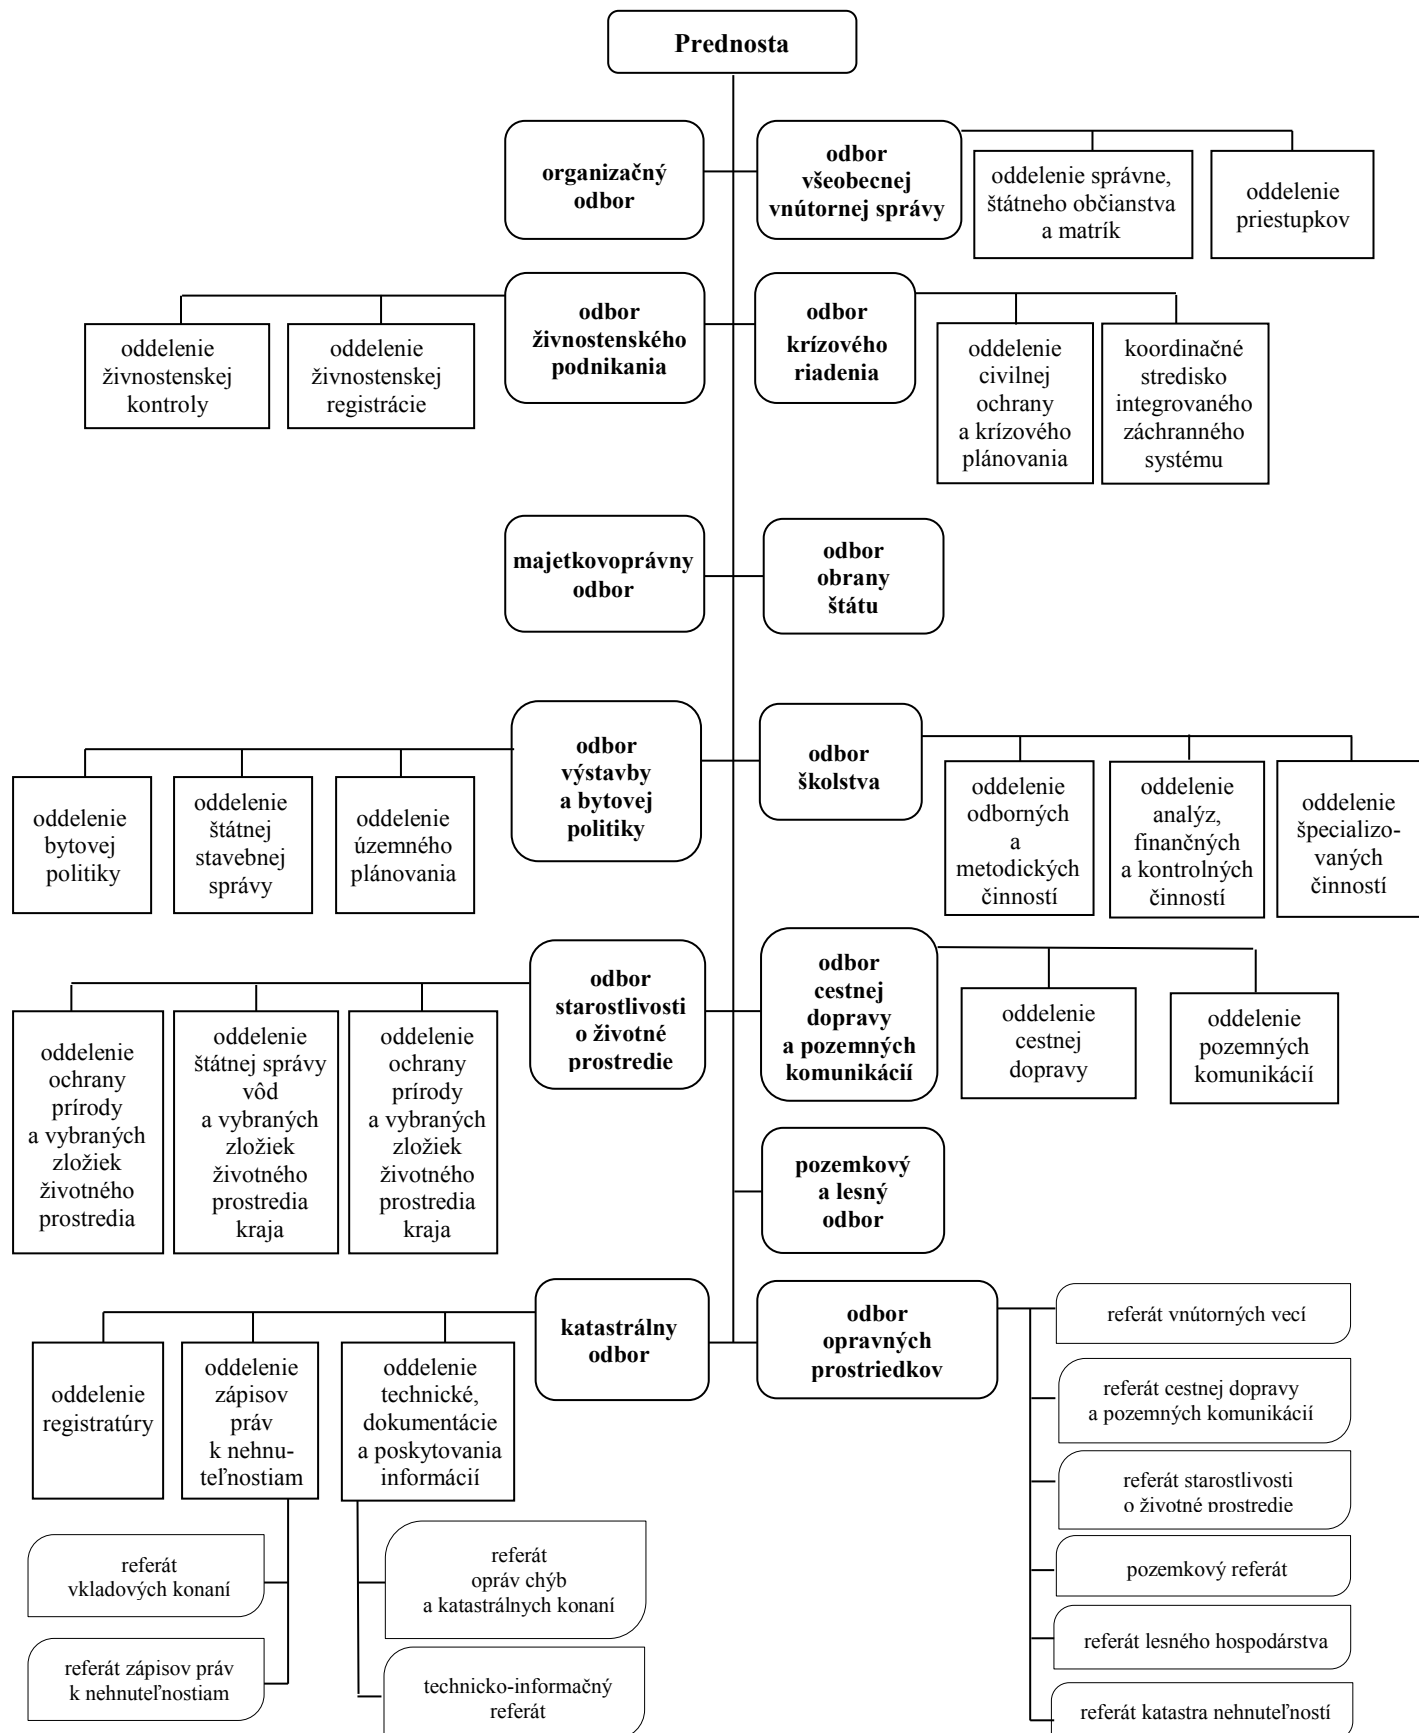 Prednosta
organizačný
odbor
odbor
všeobecnej
vnútornej správy
oddelenie správne,
štátneho občianstva
a matrík
oddelenie
priestupkov
odbor
živnostenského
podnikania
oddelenie
živnostenskej
kontroly
oddelenie
živnostenskej
registrácie
odbor
krízového
riadenia
oddelenie
civilnej
ochrany
a krízového
plánovania
koordinačné
stredisko
integrovaného
záchranného
systému
majetkovoprávny
odbor
odbor
obrany
štátu
odbor
výstavby
a bytovej
politiky
oddelenie
bytovej
politiky
oddelenie
štátnej
stavebnej
správy
oddelenie
územného
plánovania
odbor
školstva
oddelenie
odborných
a
metodických
činností
oddelenie
analýz,
finančných
a kontrolných
činností
oddelenie
špecializo-
vaných
činností
odbor
starostlivosti
o životné
prostredie
oddelenie
ochrany
prírody
a vybraných
zložiek
životného
prostredia
oddelenie
štátnej správy
vôd
a vybraných
zložiek
životného
prostredia
kraja
oddelenie
ochrany
prírody
a vybraných
zložiek
životného
prostredia
kraja
odbor
cestnej
dopravy
a pozemných
komunikácií
oddelenie
cestnej
dopravy
oddelenie
pozemných
komunikácií
pozemkový
a lesný
odbor
katastrálny
odbor
oddelenie
registratúry
oddelenie
zápisov
práv
k nehnu-
teľnostiam
oddelenie
technické,
dokumentácie
a poskytovania
informácií
referát
vkladových konaní
referát zápisov práv
k nehnuteľnostiam
referát
opráv chýb
a katastrálnych konaní
technicko-informačný
referát
odbor
opravných
prostriedkov
referát vnútorných vecí
referát cestnej dopravy
a pozemných komunikácií
referát starostlivosti
o životné prostredie
pozemkový referát
referát lesného hospodárstva
referát katastra nehnuteľností